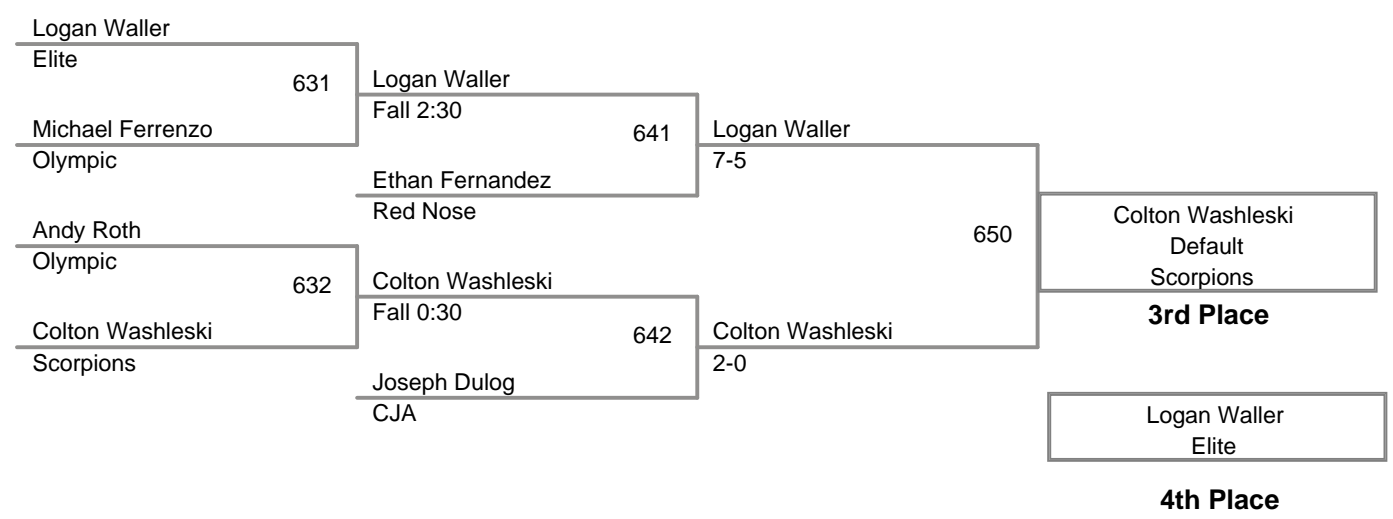 Logan Waller
Elite
631
Logan Waller
Fall 2:30
Michael Ferrenzo
Olympic
641
Logan Waller
7-5
Ethan Fernandez
Red Nose
Andy Roth
Olympic
650
Colton Washleski
Default
Scorpions
3rd Place
632
Colton Washleski
Fall 0:30
Colton Washleski
Scorpions
642
Colton Washleski
2-0
Joseph Dulog
CJA
Logan Waller
Elite
4th Place